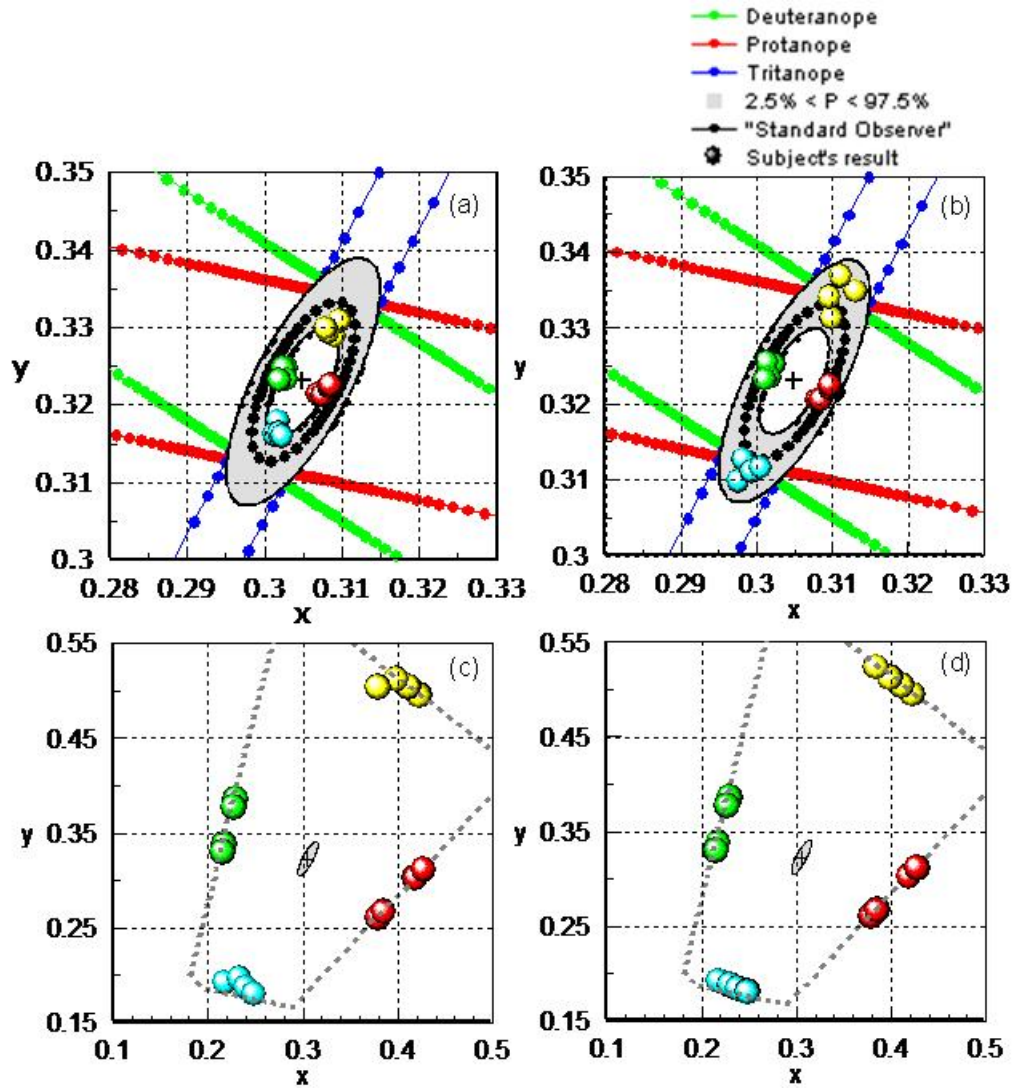 Deuteranope
Protanope
Tritanope
2.5% < P < 97.5%
"Standard Observer"
Subject's result
(a)
0.35
0.34
0.33
0.32
0.31
0.3
y
0.28 0.29 0.3 0.31 0.32 0.33
x
(b)
0.35
0.34
0.33
0.32
0.31
0.3
y
0.28 0.29 0.3 0.31 0.32 0.33
x
(c)
0.55
0.45
0.35
0.25
0.15
y
0.1 0.2 0.3 0.4 0.5
x
(d)
0.55
0.45
0.35
0.25
0.15
y
0.1 0.2 0.3 0.4 0.5
x